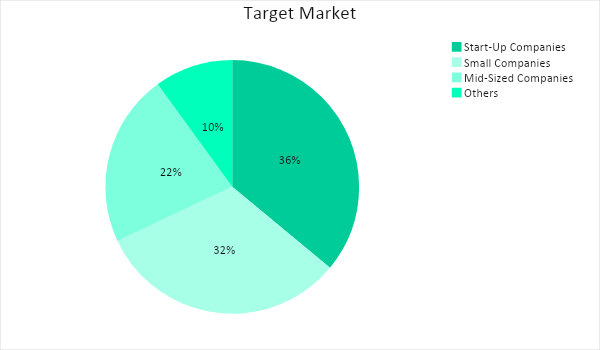 Target Market
Start-Up Companies
Small Companies
Mid-Sized Companies
Others
10%
36%
22%
32%